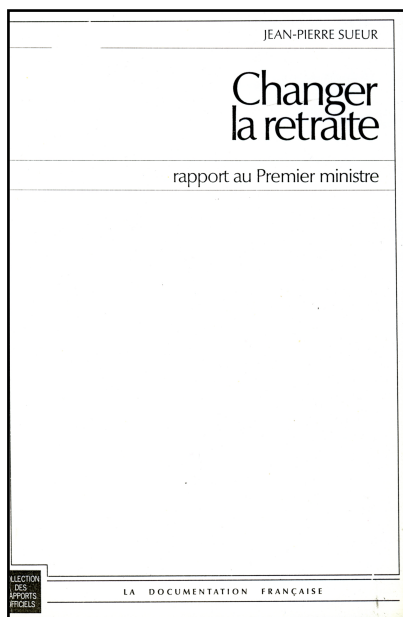 JEAN-PIERRE SUEUR
Changer
la retraite
rapport au Premier ministre
LLECTION
DES
APPORTS
FFICIELS
LA DOCUMENTATION FRANÇAISE